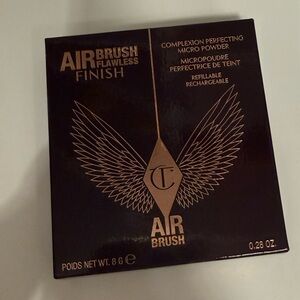 AIRBRUSH
FLAWLESS
FINISH
COMPLEXION PERFECTING
MICRO POWDER
MICROPOUDRE
PERFECTRICE DE TEINT
REFILLABLE
RECHARGEABLE
CT
AIR
BRUSH
POIDS NET WT. 8 G ℮
0.28 OZ.